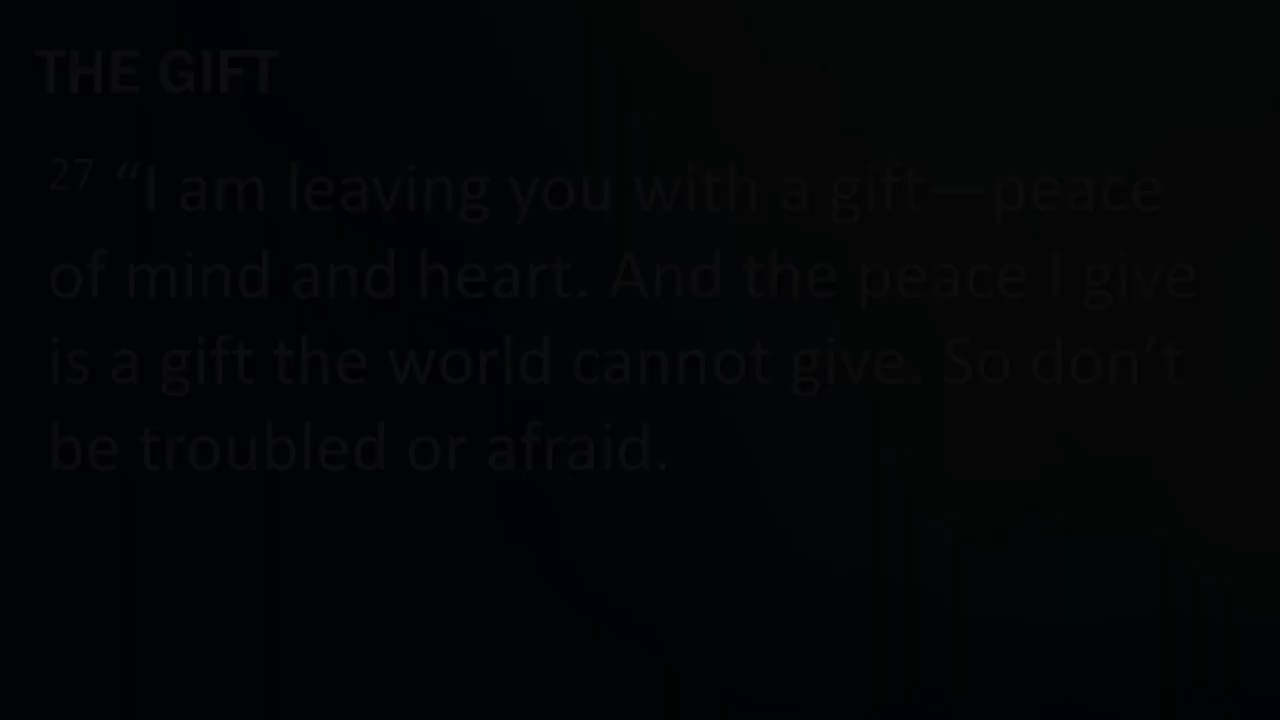 THE GIFT
27 “I am leaving you with a gift—peace
of mind and heart. And the peace I give
is a gift the world cannot give. So don’t
be troubled or afraid.